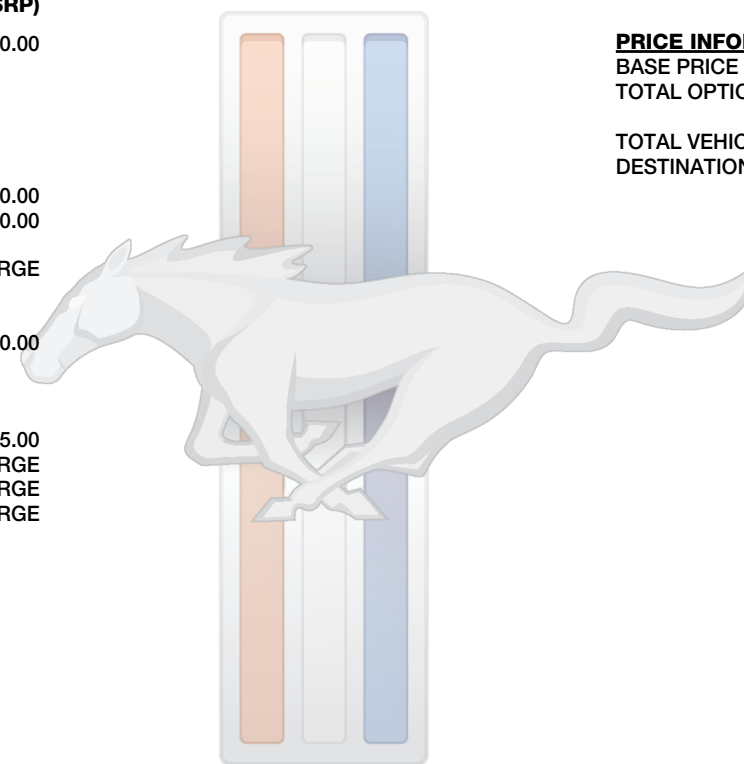 SRP)
0.00
0.00
0.00
RGE
0.00
5.00
RGE
RGE
RGE
PRICE INFO
BASE PRICE
TOTAL OPTIO
TOTAL VEHIC
DESTINATION